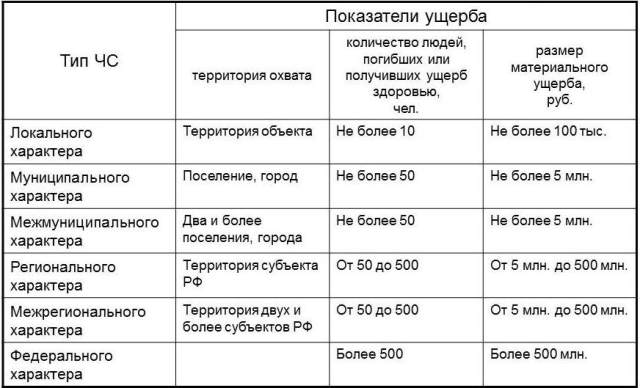 Тип ЧС
Показатели ущерба
территория охвата
количество людей,
погибших или
получивших ущерб
здоровью,
чел.
размер
материального
ущерба,
руб.
Локального
характера
Территория объекта
Не более 10
Не более 100 тыс.
Муниципального
характера
Поселение, город
Не более 50
Не более 5 млн.
Межмуниципального
характера
Два и более
поселения, города
Не более 50
Не более 5 млн.
Регионального
характера
Территория субъекта
РФ
От 50 до 500
От 5 млн. до 500 млн.
Межрегионального
характера
Территория двух и
более субъектов РФ
От 50 до 500
От 5 млн. до 500 млн.
Федерального
характера
Более 500
Более 500 млн.